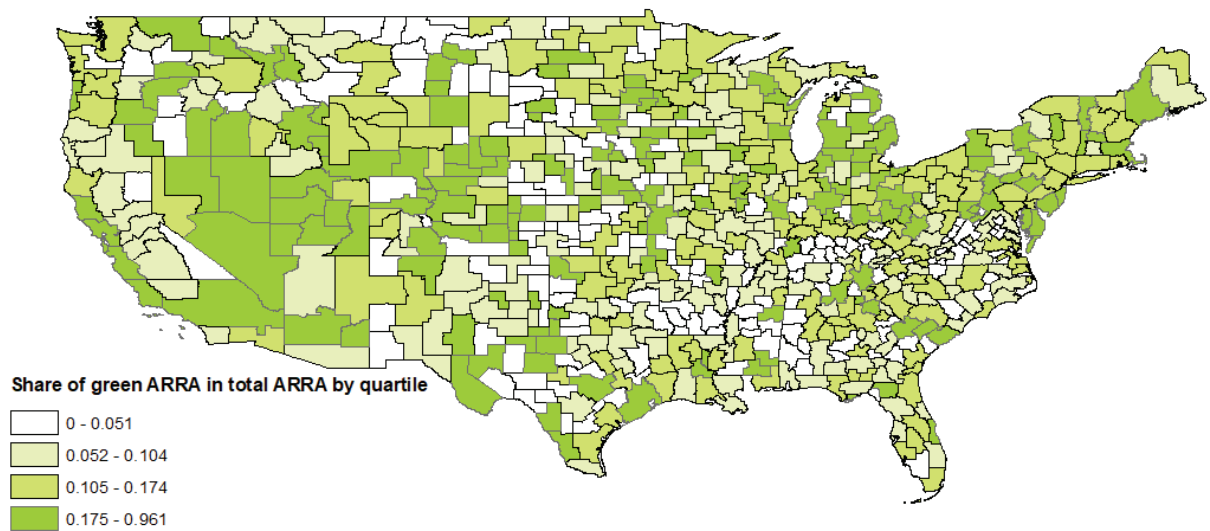 Share of green ARRA in total ARRA by quartile
0 - 0.051
0.052 - 0.104
0.105 - 0.174
0.175 - 0.961